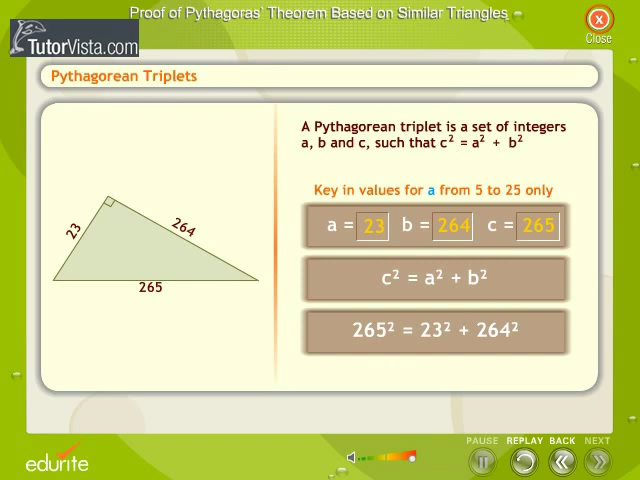 Proof of Pythagoras' Theorem Based on Similar Triangles
Close
TutorVista.com
Pythagorean Triplets
A Pythagorean triplet is a set of integers
a, b and c, such that c² = a² + b²
Key in values for a from 5 to 25 only
a = 23 b = 264 c = 265
c² = a² + b²
265² = 23² + 264²
23
264
265
PAUSE REPLAY BACK NEXT
edurite